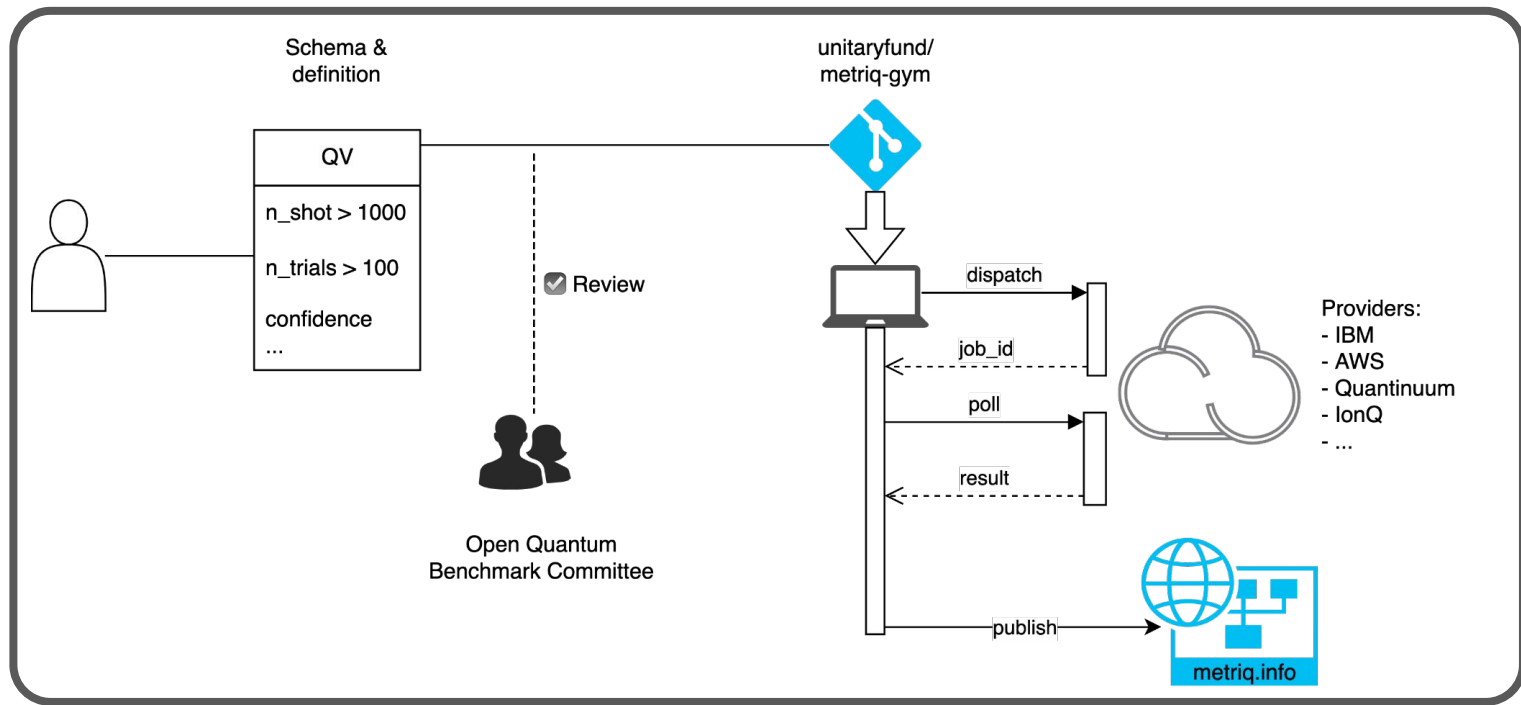 Schema &
definition
unitaryfund/
metriq-gym
QV
n_shot > 1000
n_trials > 100
confidence
...
Review
Open Quantum
Benchmark Committee
dispatch
job_id
poll
result
publish
Providers:
- IBM
- AWS
- Quantinuum
- IonQ
- ...
metriq.info